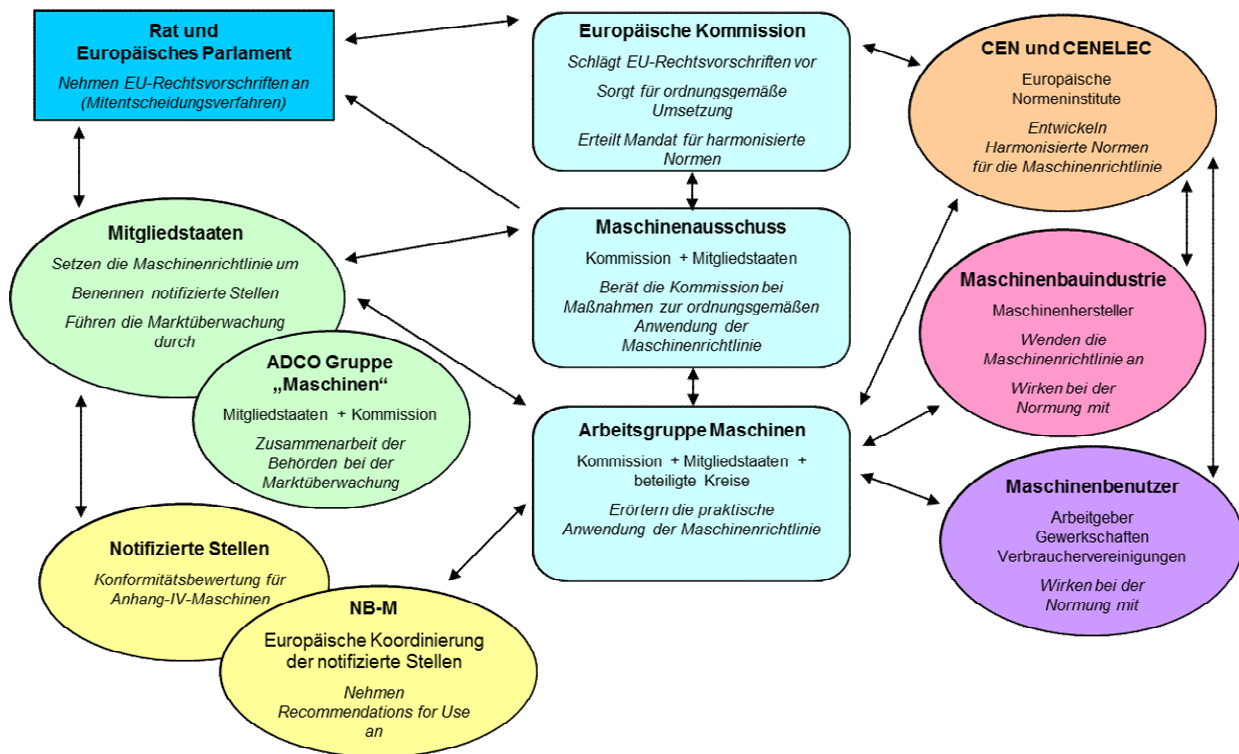 Rat und
Europäisches Parlament
Nehmen EU-Rechtsvorschriften an
(Mitentscheidungsverfahren)
Europäische Kommission
Schlägt EU-Rechtsvorschriften vor
Sorgt für ordnungsgemäße
Umsetzung
Erteilt Mandat für harmonisierte
Normen
CEN und CENELEC
Europäische
Normeninstitute
Entwickeln
Harmonisierte Normen
für die Maschinenrichtlinie
Mitgliedstaaten
Setzen die Maschinenrichtlinie um
Benennen notifizierte Stellen
Führen die Marktüberwachung
durch
Maschinenausschuss
Kommission + Mitgliedstaaten
Berät die Kommission bei
Maßnahmen zur ordnungsgemäßen
Anwendung der
Maschinenrichtlinie
Maschinenbauindustrie
Maschinenhersteller
Wenden die
Maschinenrichtlinie an
Wirken bei der
Normung mit
ADCO Gruppe
„Maschinen“
Mitgliedstaaten + Kommission
Zusammenarbeit der
Behörden bei der
Marktüberwachung
Arbeitsgruppe Maschinen
Kommission + Mitgliedstaaten +
beteiligte Kreise
Erörtern die praktische
Anwendung der Maschinenrichtlinie
Maschinenbenutzer
Arbeitgeber
Gewerkschaften
Verbrauchervereinigungen
Wirken bei der
Normung mit
Notifizierte Stellen
Konformitätsbewertung für
Anhang-IV-Maschinen
NB-M
Europäische Koordinierung
der notifizierte Stellen
Nehmen
Recommendations for Use
an